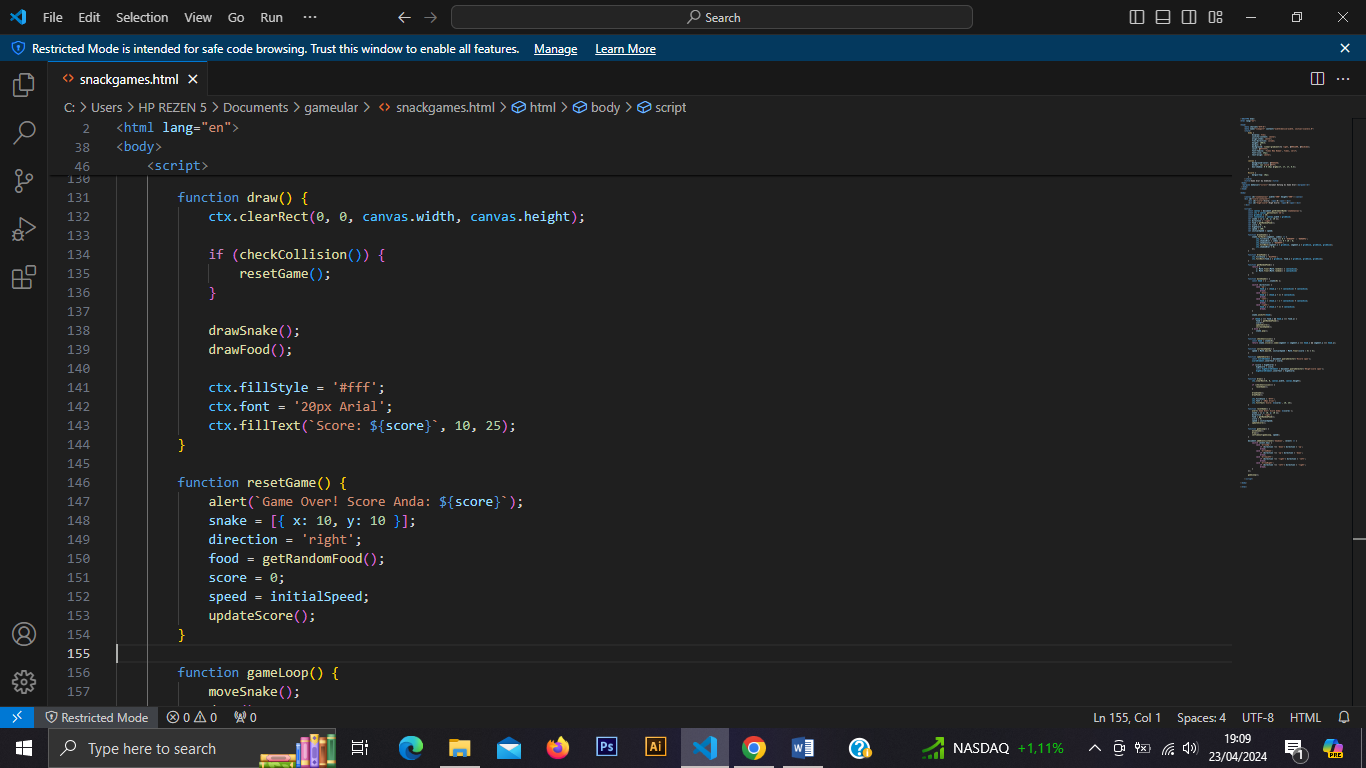 File Edit Selection View Go Run ··· Search
Restricted Mode is intended for safe code browsing. Trust this window to enable all features. Manage Learn More
snackgames.html
C: > Users > HP REZEN 5 > Documents > gameular > snackgames.html > html > body > script
2 <html lang="en">
38 <body>
46 <script>
130
131 function draw() {
132 ctx.clearRect(0, 0, canvas.width, canvas.height);
133
134 if (checkCollision()) {
135 resetGame();
136 }
137
138 drawSnake();
139 drawFood();
140
141 ctx.fillStyle = '#fff';
142 ctx.font = '20px Arial';
143 ctx.fillText(`Score: ${score}`, 10, 25);
144 }
145
146 function resetGame() {
147 alert(`Game Over! Score Anda: ${score}`);
148 snake = [{ x: 10, y: 10 }];
149 direction = 'right';
150 food = getRandomFood();
151 score = 0;
152 speed = initialSpeed;
153 updateScore();
154 }
155
156 function gameLoop() {
157 moveSnake();
Restricted Mode 0 0 0 Ln 155, Col 1 Spaces: 4 UTF-8 HTML
Type here to search Ps Ai NASDAQ +1,11% 19:09
23/04/2024 1 PRE